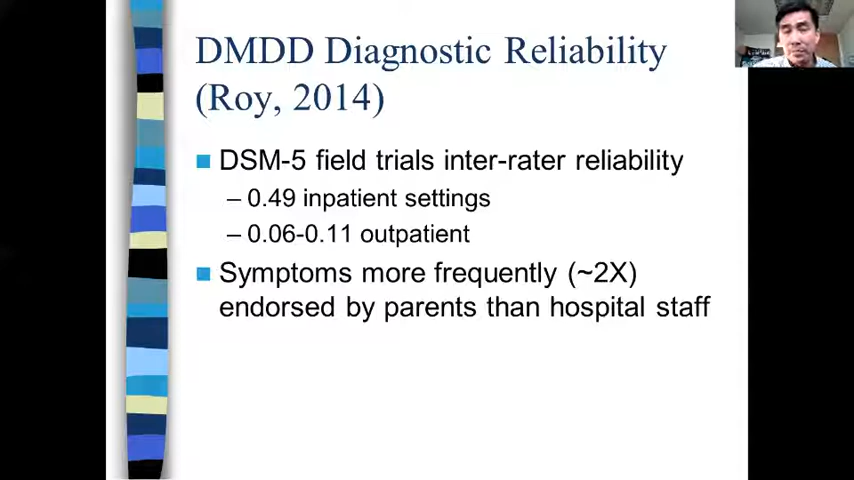 DMDD Diagnostic Reliability
(Roy, 2014)
DSM-5 field trials inter-rater reliability
– 0.49 inpatient settings
– 0.06-0.11 outpatient
Symptoms more frequently (~2X)
endorsed by parents than hospital staff